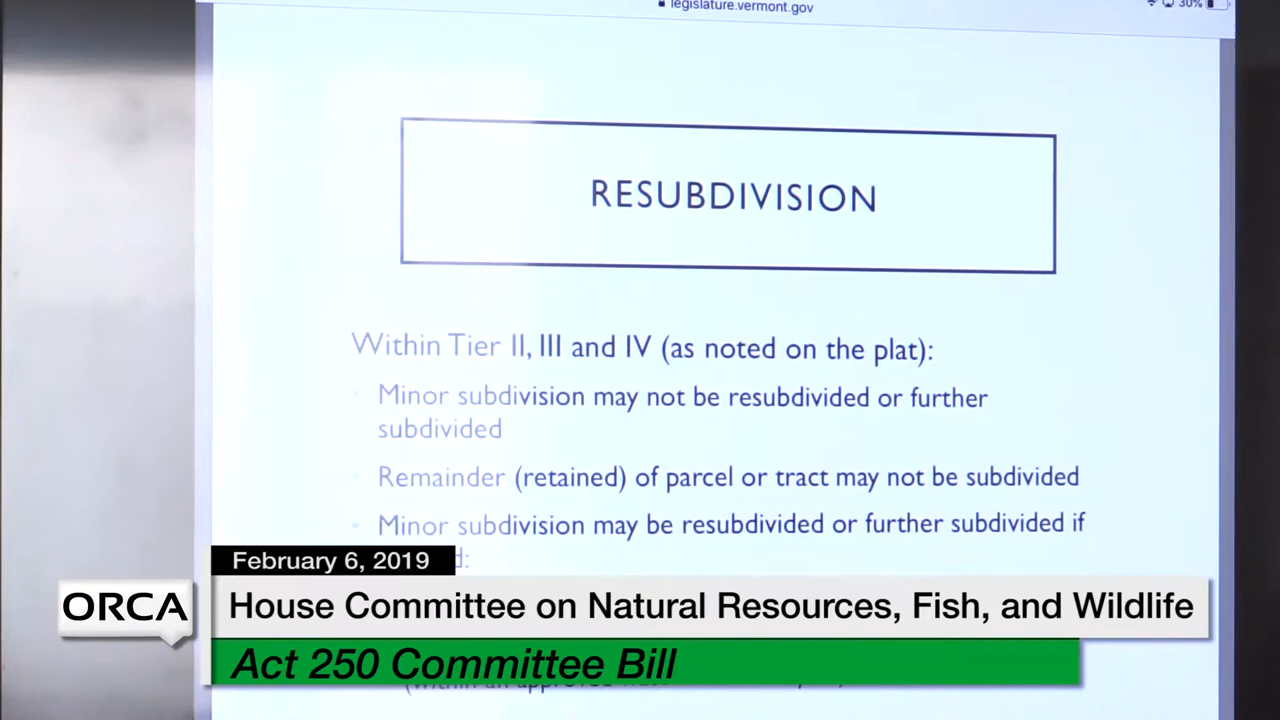 legislature.vermont.gov
30%
RESUBDIVISION
Within Tier II, III and IV (as noted on the plat):
Minor subdivision may not be resubdivided or further
subdivided
Remainder (retained) of parcel or tract may not be subdivided
Minor subdivision may be resubdivided or further subdivided if
February 6, 2019
ORCA
House Committee on Natural Resources, Fish, and Wildlife
Act 250 Committee Bill